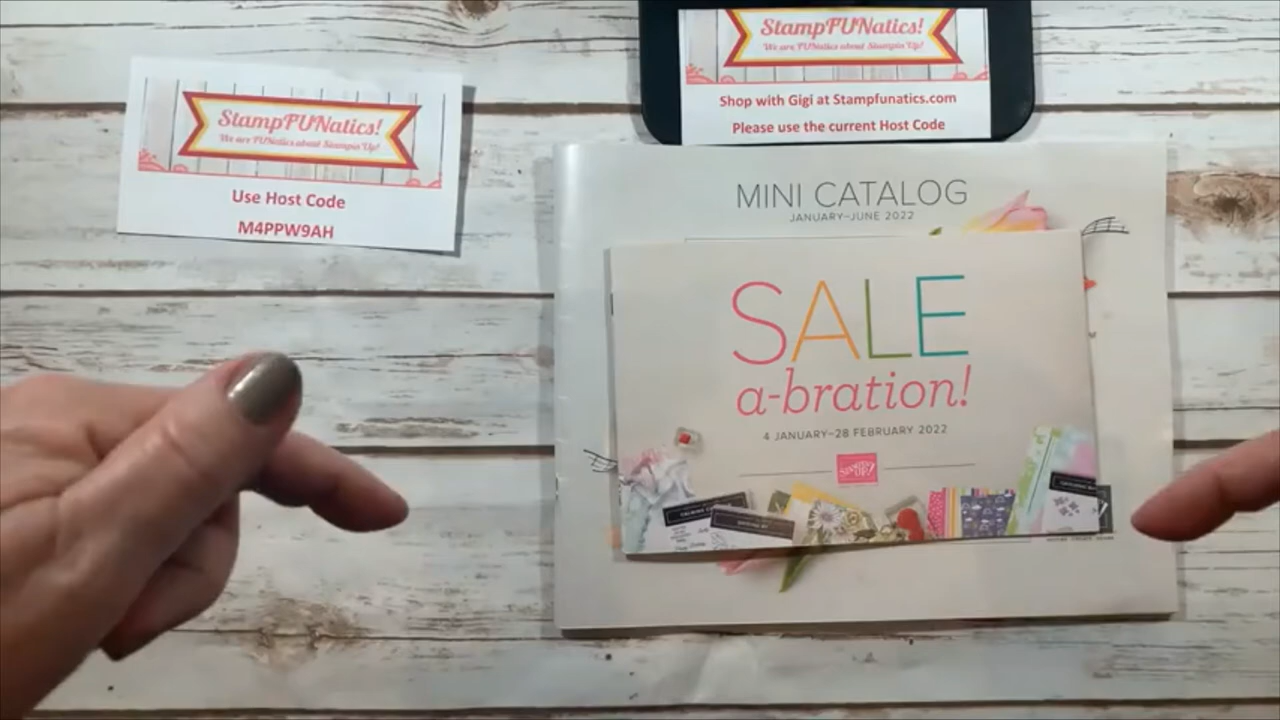 StampFUNatics!
We are FUNatics about Stampin'Up!
Use Host Code
M4PPW9AH
StampFUNatics!
We are FUNatics about Stampin'Up!
Shop with Gigi at Stampfunatics.com
Please use the current Host Code
MINI CATALOG
JANUARY–JUNE 2022
SALE
a-bration!
4 JANUARY–28 FEBRUARY 2022